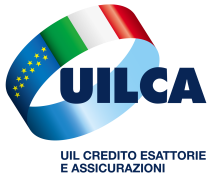 UILCA
UIL CREDITO ESATTORIE
E ASSICURAZIONI